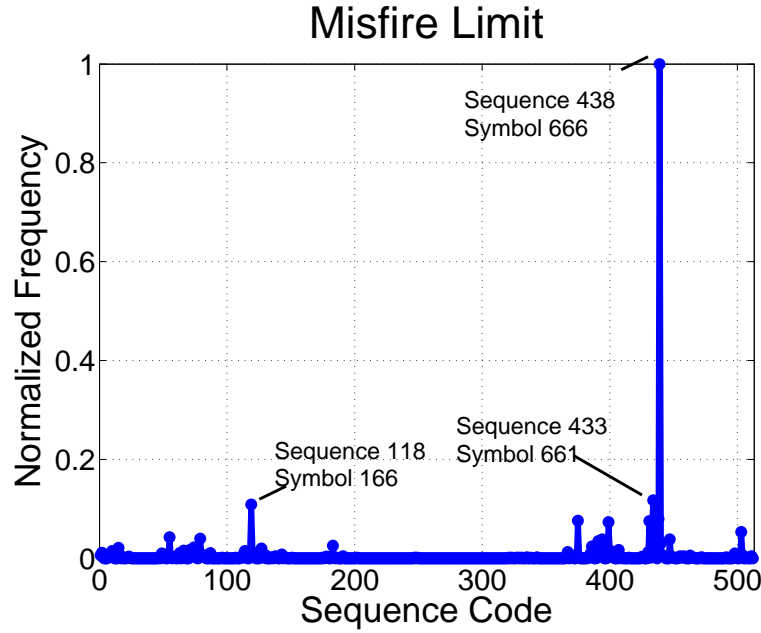 Misfire Limit
1
Sequence 438
Symbol 666
0.8
0.6
0.4
Sequence 433
Symbol 661
Sequence 118
Symbol 166
0.2
0
0 100 200 300 400 500
Sequence Code
Normalized Frequency